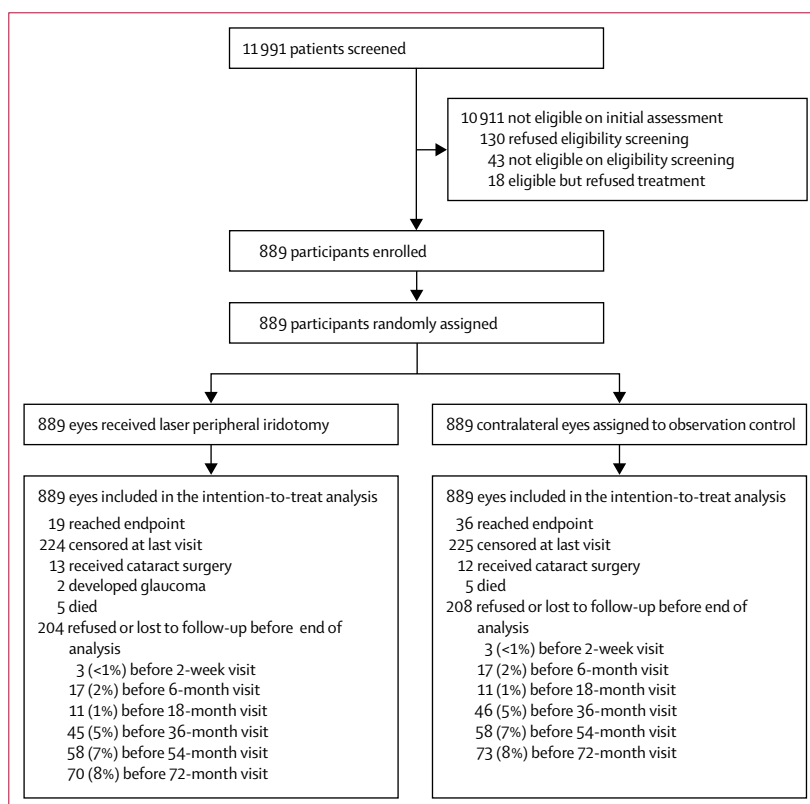 11 991 patients screened
10 911 not eligible on initial assessment
130 refused eligibility screening
43 not eligible on eligibility screening
18 eligible but refused treatment
889 participants enrolled
889 participants randomly assigned
889 eyes received laser peripheral iridotomy
889 contralateral eyes assigned to observation control
889 eyes included in the intention-to-treat analysis
19 reached endpoint
224 censored at last visit
13 received cataract surgery
2 developed glaucoma
5 died
204 refused or lost to follow-up before end of
analysis
3 (<1%) before 2-week visit
17 (2%) before 6-month visit
11 (1%) before 18-month visit
45 (5%) before 36-month visit
58 (7%) before 54-month visit
70 (8%) before 72-month visit
889 eyes included in the intention-to-treat analysis
36 reached endpoint
225 censored at last visit
12 received cataract surgery
5 died
208 refused or lost to follow-up before end of
analysis
3 (<1%) before 2-week visit
17 (2%) before 6-month visit
11 (1%) before 18-month visit
46 (5%) before 36-month visit
58 (7%) before 54-month visit
73 (8%) before 72-month visit